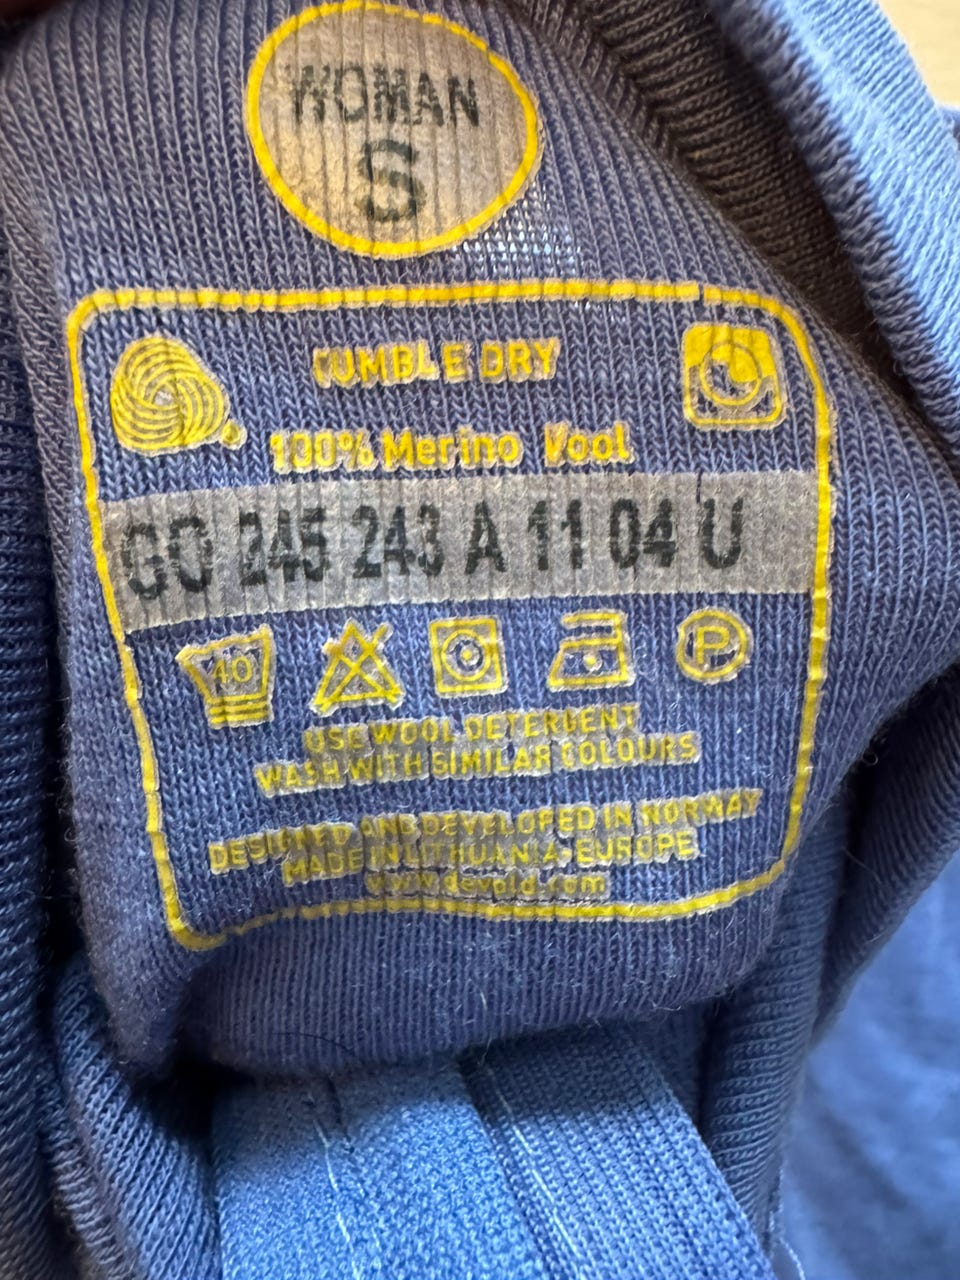 WOMAN
S
TUMBLE DRY
100% Merino Wool
GO 245 243 A 11 04 U
40
P
USE WOOL DETERGENT
WASH WITH SIMILAR COLOURS
DESIGNED AND DEVELOPED IN NORWAY
MADE IN LITHUANIA-EUROPE
www.devold.com